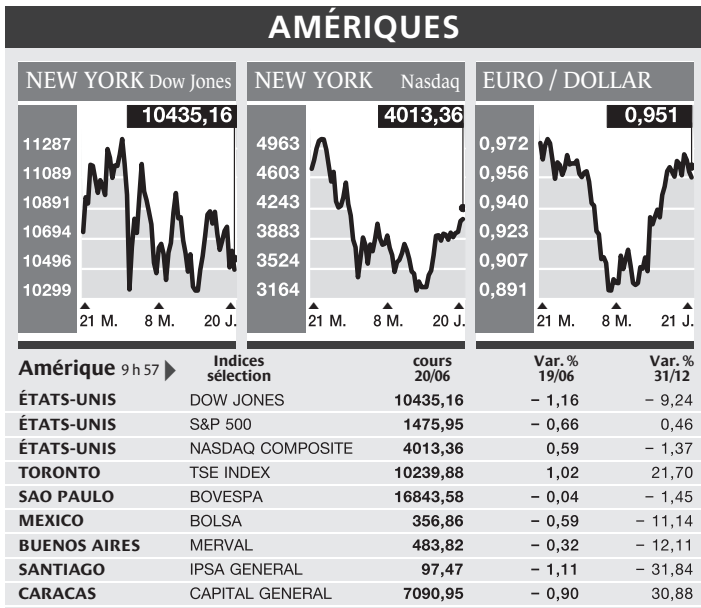 AMÉRIQUES
NEW YORK Dow Jones
10435,16
11287
11089
10891
10694
10496
10299
21 M. 8 M. 20 J.
NEW YORK Nasdaq
4013,36
4963
4603
4243
3883
3524
3164
21 M. 8 M. 20 J.
EURO / DOLLAR
0,951
0,972
0,956
0,940
0,923
0,907
0,891
21 M. 8 M. 21 J.
Amérique 9 h 57 Indices sélection cours 20/06 Var. % 19/06 Var. % 31/12
ÉTATS-UNIS DOW JONES 10435,16 – 1,16 – 9,24
ÉTATS-UNIS S&P 500 1475,95 – 0,66 0,46
ÉTATS-UNIS NASDAQ COMPOSITE 4013,36 0,59 – 1,37
TORONTO TSE INDEX 10239,88 1,02 21,70
SAO PAULO BOVESPA 16843,58 – 0,04 – 1,45
MEXICO BOLSA 356,86 – 0,59 – 11,14
BUENOS AIRES MERVAL 483,82 – 0,32 – 12,11
SANTIAGO IPSA GENERAL 97,47 – 1,11 – 31,84
CARACAS CAPITAL GENERAL 7090,95 – 0,90 30,88